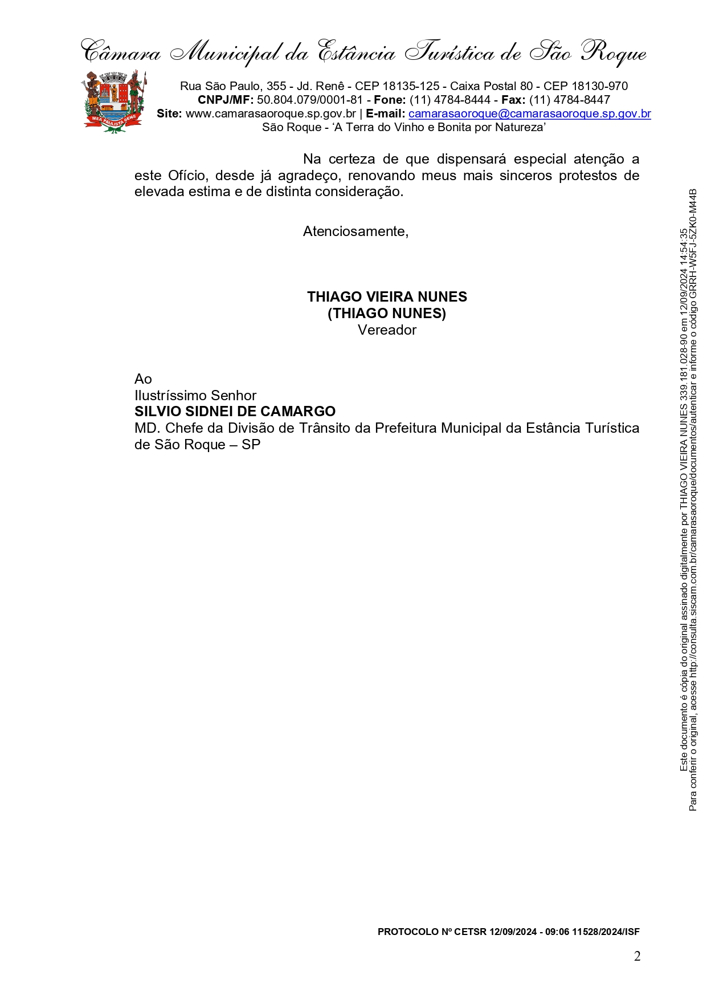 Câmara Municipal da Estância Turística de São Roque
MEA PAULISTA GENS
Rua São Paulo, 355 - Jd. Renê - CEP 18135-125 - Caixa Postal 80 - CEP 18130-970
CNPJ/MF: 50.804.079/0001-81 - Fone: (11) 4784-8444 - Fax: (11) 4784-8447
Site: www.camarasaoroque.sp.gov.br | E-mail: camarasaoroque@camarasaoroque.sp.gov.br
São Roque - ‘A Terra do Vinho e Bonita por Natureza’
Na certeza de que dispensará especial atenção a
este Ofício, desde já agradeço, renovando meus mais sinceros protestos de
elevada estima e de distinta consideração.
Atenciosamente,
THIAGO VIEIRA NUNES
(THIAGO NUNES)
Vereador
Ao
Ilustríssimo Senhor
SILVIO SIDNEI DE CAMARGO
MD. Chefe da Divisão de Trânsito da Prefeitura Municipal da Estância Turística
de São Roque – SP
PROTOCOLO Nº CETSR 12/09/2024 - 09:06 11528/2024/ISF
2
Este documento é cópia do original assinado digitalmente por THIAGO VIEIRA NUNES 339.181.028-90 em 12/09/2024 14:54:35
Para conferir o original, acesse http://consulta.siscam.com.br/camarasaoroque/documentos/autenticar e informe o código GRRH-W5FJ-5ZK0-M44B